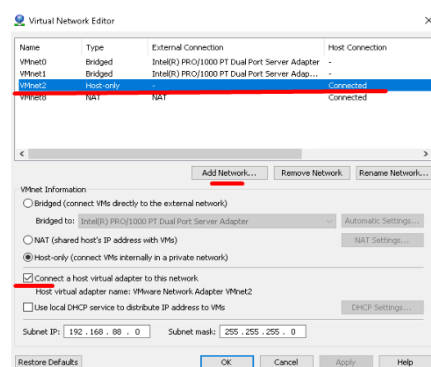 Virtual Network Editor
Name Type External Connection Host Connection
VMnet0 Bridged Intel(R) PRO/1000 PT Dual Port Server Adapter -
VMnet1 Bridged Intel(R) PRO/1000 PT Dual Port Server Adap... -
VMnet2 Host-only - Connected
VMnet8 NAT NAT Connected
Add Network... Remove Network Rename Network...
VMnet Information
Bridged (connect VMs directly to the external network)
Bridged to: Intel(R) PRO/1000 PT Dual Port Server Adapter Automatic Settings...
NAT (shared host's IP address with VMs) NAT Settings...
Host-only (connect VMs internally in a private network)
Connect a host virtual adapter to this network
Host virtual adapter name: VMware Network Adapter VMnet2
Use local DHCP service to distribute IP address to VMs DHCP Settings...
Subnet IP: 192 . 168 . 88 . 0 Subnet mask: 255 . 255 . 255 . 0
Restore Defaults OK Cancel Apply Help